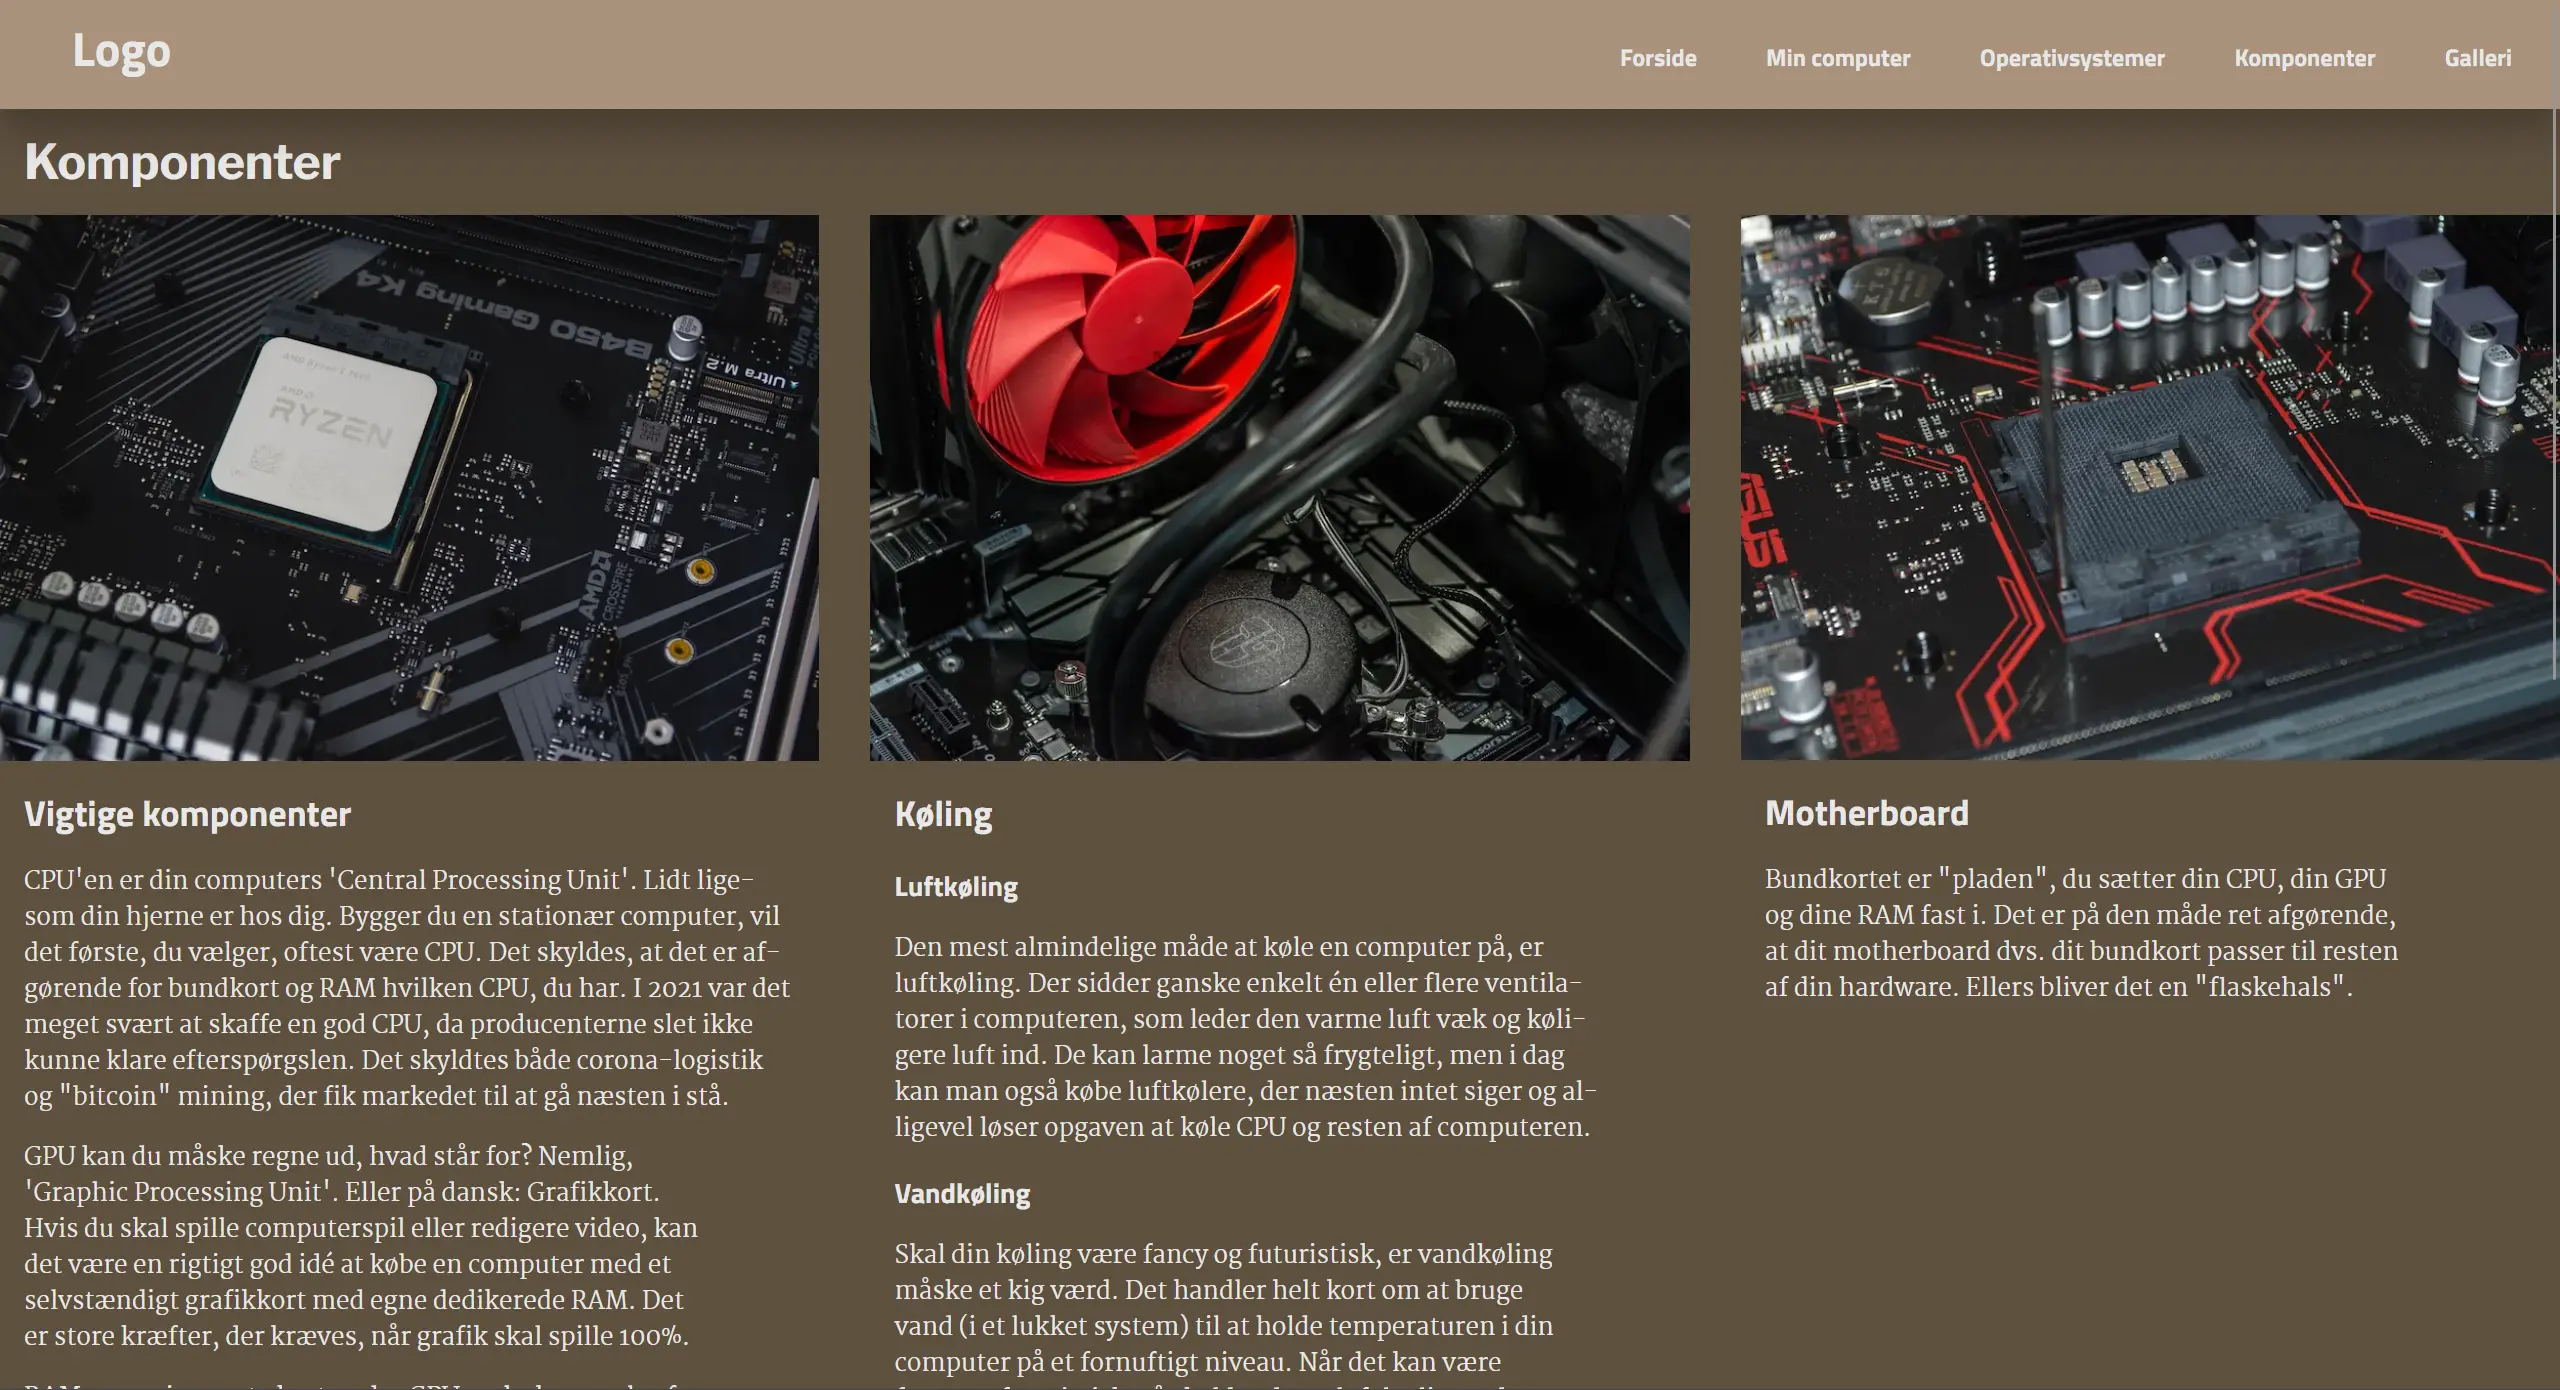 Logo
Forside
Min computer
Operativsystemer
Komponenter
Galleri
Komponenter
B450 Gaming K4
Ultra M.2
AMD
RYZEN
AMD
CROSSFIRE
Vigtige komponenter
CPU'en er din computers 'Central Processing Unit'. Lidt lige-
som din hjerne er hos dig. Bygger du en stationær computer, vil
det første, du vælger, oftest være CPU. Det skyldes, at det er af-
gørende for bundkort og RAM hvilken CPU, du har. I 2021 var det
meget svært at skaffe en god CPU, da producenterne slet ikke
kunne klare efterspørgslen. Det skyldtes både corona-logistik
og "bitcoin" mining, der fik markedet til at gå næsten i stå.
GPU kan du måske regne ud, hvad står for? Nemlig,
'Graphic Processing Unit'. Eller på dansk: Grafikkort.
Hvis du skal spille computerspil eller redigere video, kan
det være en rigtigt god idé at købe en computer med et
selvstændigt grafikkort med egne dedikerede RAM. Det
er store kræfter, der kræves, når grafik skal spille 100%.
Køling
Luftkøling
Den mest almindelige måde at køle en computer på, er
luftkøling. Der sidder ganske enkelt én eller flere ventila-
torer i computeren, som leder den varme luft væk og køli-
gere luft ind. De kan larme noget så frygteligt, men i dag
kan man også købe luftkølere, der næsten intet siger og al-
ligevel løser opgaven at køle CPU og resten af computeren.
Vandkøling
Skal din køling være fancy og futuristisk, er vandkøling
måske et kig værd. Det handler helt kort om at bruge
vand (i et lukket system) til at holde temperaturen i din
computer på et fornuftigt niveau. Når det kan være
Motherboard
Bundkortet er "pladen", du sætter din CPU, din GPU
og dine RAM fast i. Det er på den måde ret afgørende,
at dit motherboard dvs. dit bundkort passer til resten
af din hardware. Ellers bliver det en "flaskehals".